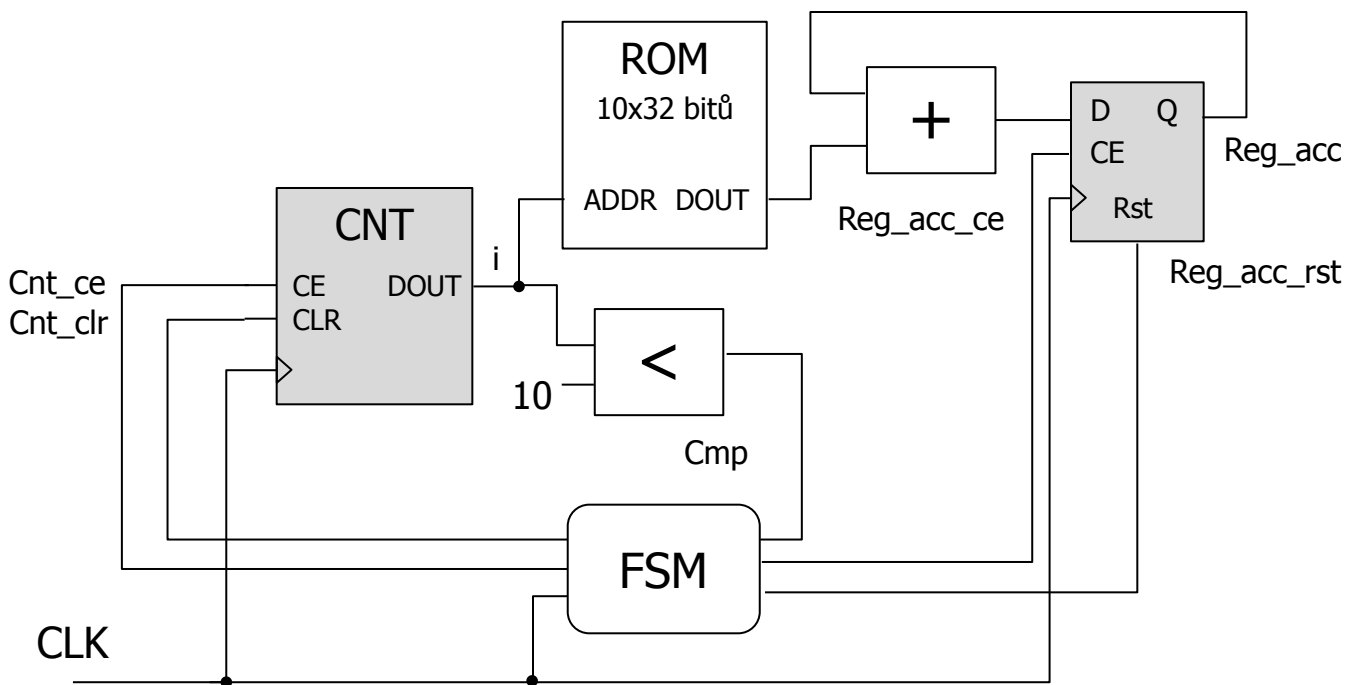 ROM
10x32 bitů
ADDR DOUT
+
D Q
CE
Rst
Reg_acc
Reg_acc_ce
Reg_acc_rst
CNT
CE DOUT
CLR
i
Cnt_ce
Cnt_clr
<
10
Cmp
FSM
CLK